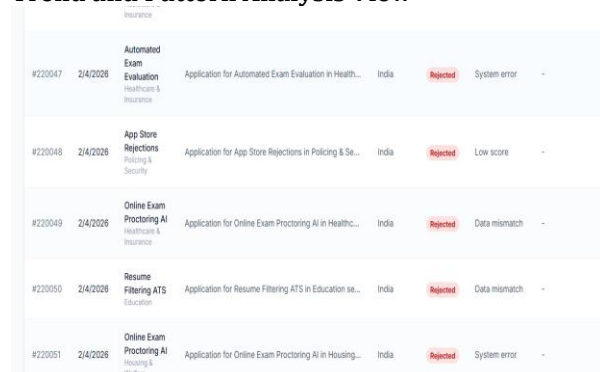 Trend and Pattern Analysis View
Insurance
Automated
Exam
#220047 2/4/2026 Evaluation Application for Automated Exam Evaluation in Health... India Rejected System error -
Healthcare &
Insurance
App Store
#220048 2/4/2026 Rejections Application for App Store Rejections in Policing & Se... India Rejected Low score -
Policing &
Security
Online Exam
#220049 2/4/2026 Proctoring AI Application for Online Exam Proctoring AI in Healthc... India Rejected Data mismatch -
Healthcare &
Insurance
Resume
#220050 2/4/2026 Filtering ATS Application for Resume Filtering ATS in Education se... India Rejected Data mismatch -
Education
Online Exam
#220051 2/4/2026 Proctoring AI Application for Online Exam Proctoring AI in Housing... India Rejected System error -
Housing &